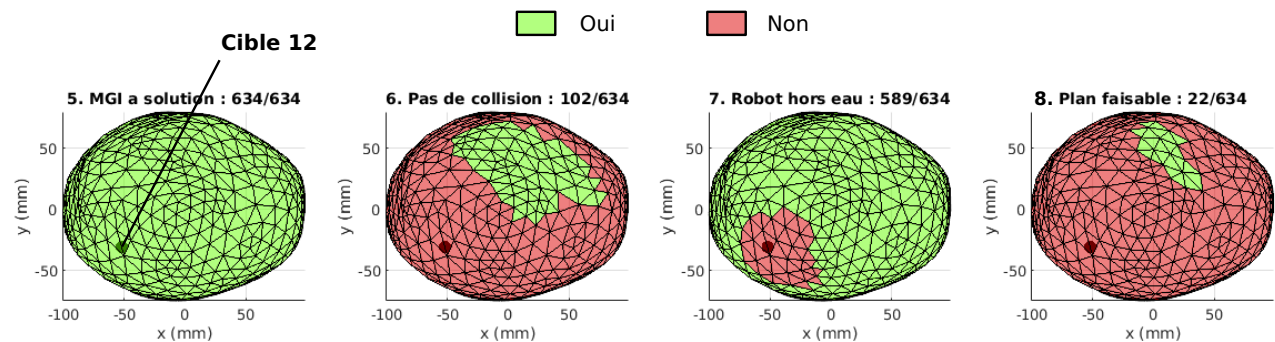 Oui
Non
Cible 12
5. MGI a solution : 634/634
6. Pas de collision : 102/634
7. Robot hors eau : 589/634
8. Plan faisable : 22/634
y (mm)
50
0
-50
-100
-50
0
50
x (mm)
y (mm)
50
0
-50
-100
-50
0
50
x (mm)
y (mm)
50
0
-50
-100
-50
0
50
x (mm)
y (mm)
50
0
-50
-100
-50
0
50
x (mm)